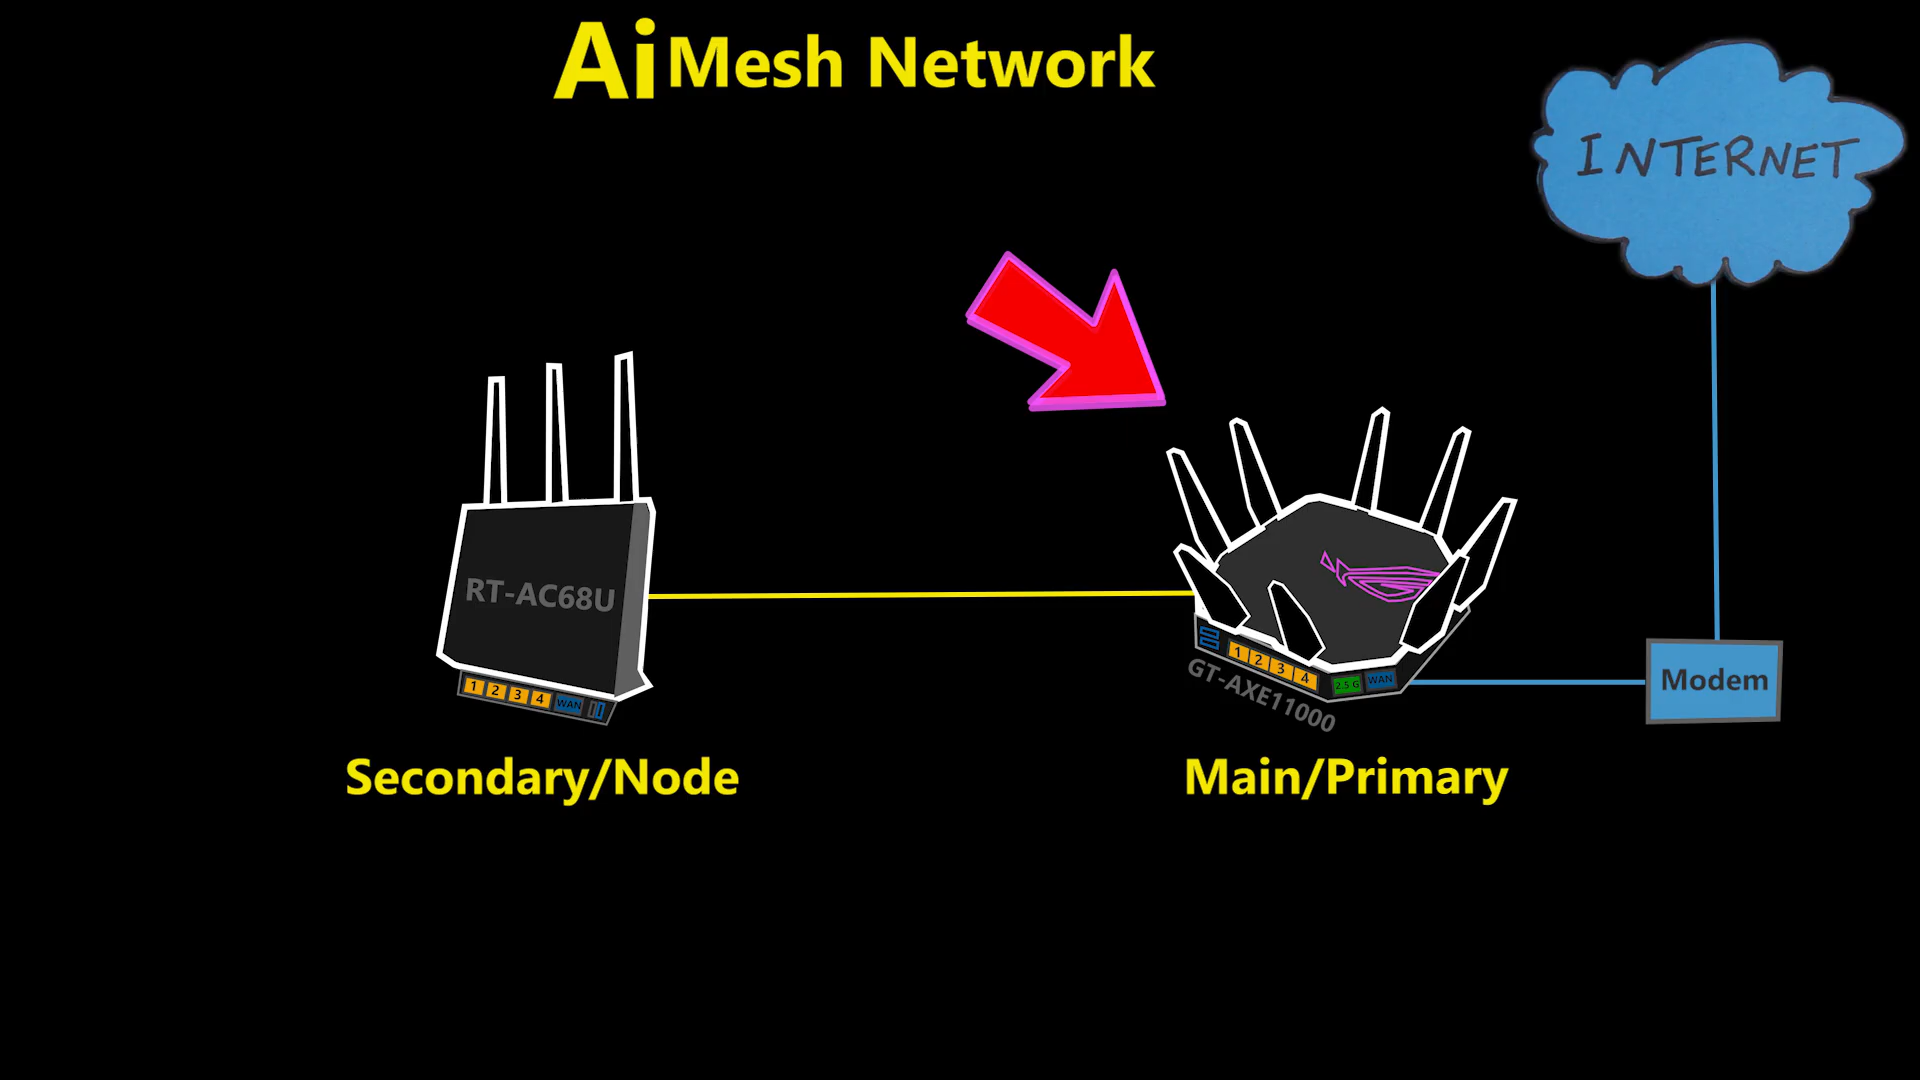 AiMesh Network
INTERNET
RT-AC68U
1 2 3 4 WAN
1 2 3 4 2.5 G WAN
GT-AXE11000
Modem
Secondary/Node
Main/Primary